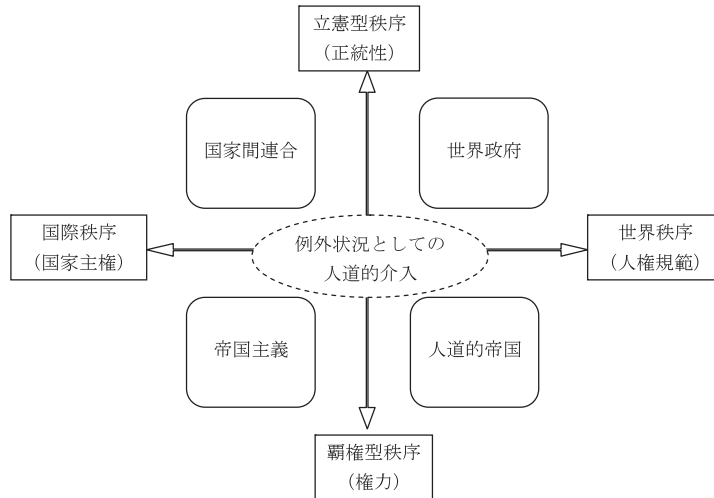 立憲型秩序
（正統性）
国家間連合
世界政府
国際秩序
（国家主権）
例外状況としての
人道的介入
世界秩序
（人権規範）
帝国主義
人道的帝国
覇権型秩序
（権力）